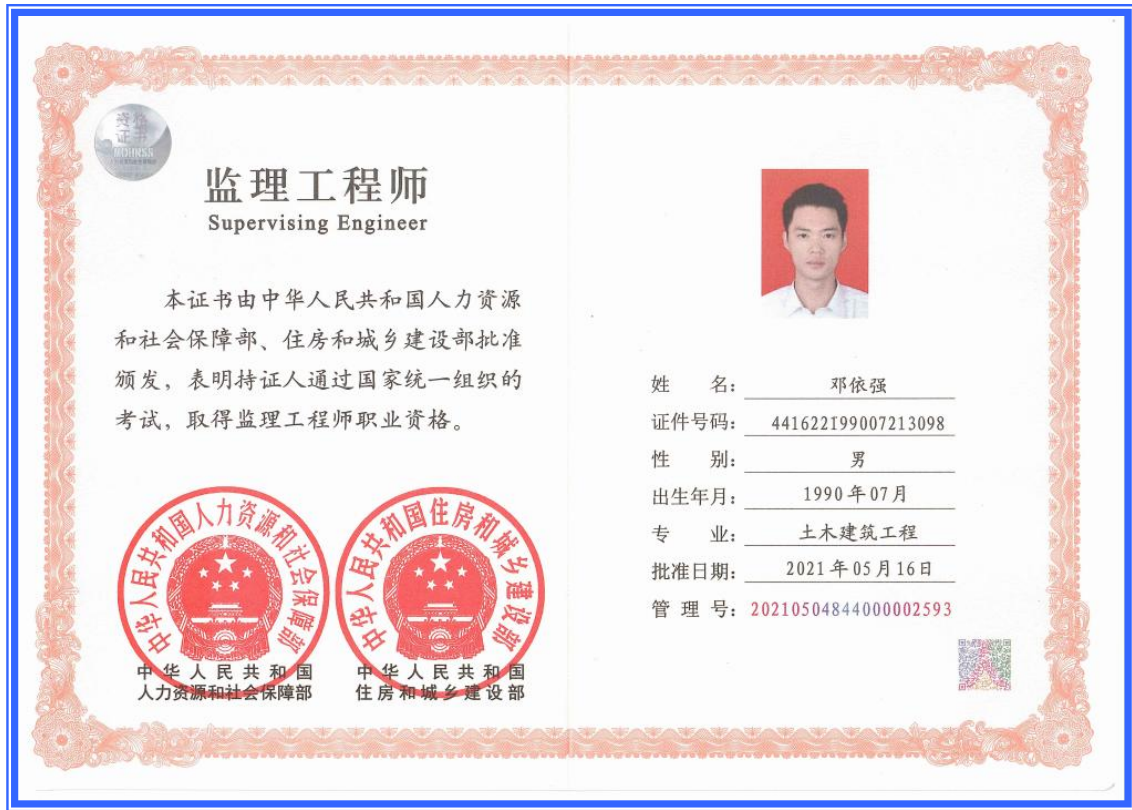 资格
证书
MOHRSS
监理工程师
Supervising Engineer
本证书由中华人民共和国人力资源
和社会保障部、住房和城乡建设部批准
颁发，表明持证人通过国家统一组织的
考试，取得监理工程师职业资格。
中华人民共和国人力资源和社会保障部
中华人民共和国住房和城乡建设部
中华人民共和国
人力资源和社会保障部
中华人民共和国
住房和城乡建设部
姓 名： 邓依强
证件号码： 441622199007213098
性 别： 男
出生年月： 1990年07月
专 业： 土木建筑工程
批准日期： 2021年05月16日
管 理 号： 20210504844000002593